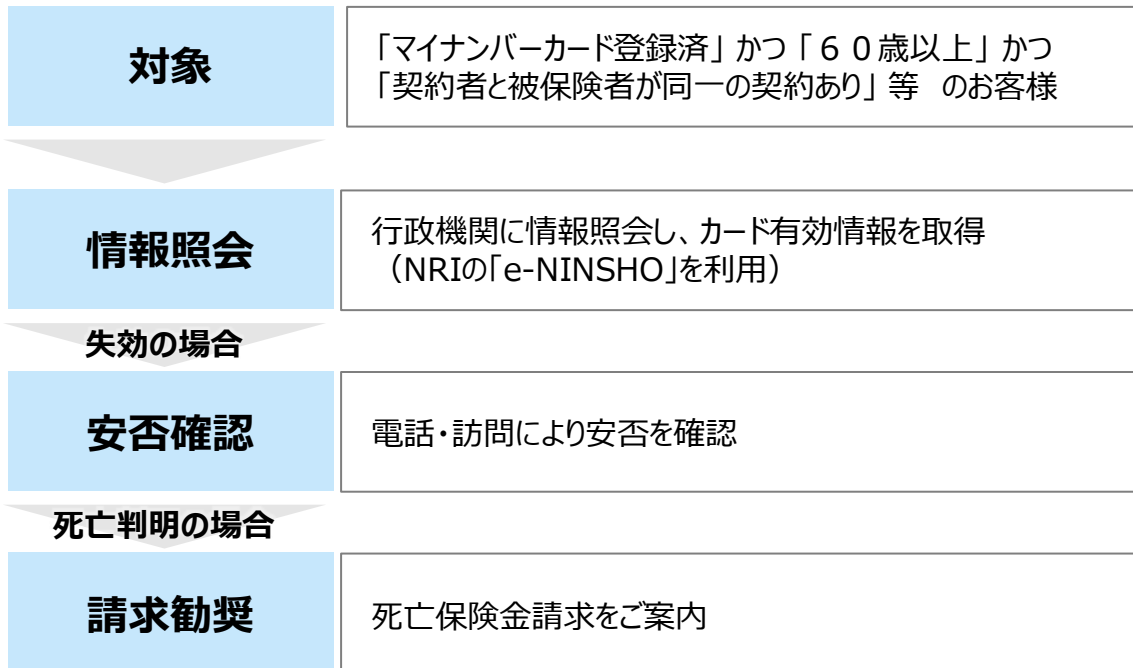 対象
「マイナンバーカード登録済」 かつ 「６０歳以上」 かつ
「契約者と被保険者が同一の契約あり」 等　のお客様
情報照会
行政機関に情報照会し、カード有効情報を取得
（NRIの「e-NINSHO」を利用）
失効の場合
安否確認
電話・訪問により安否を確認
死亡判明の場合
請求勧奨
死亡保険金請求をご案内